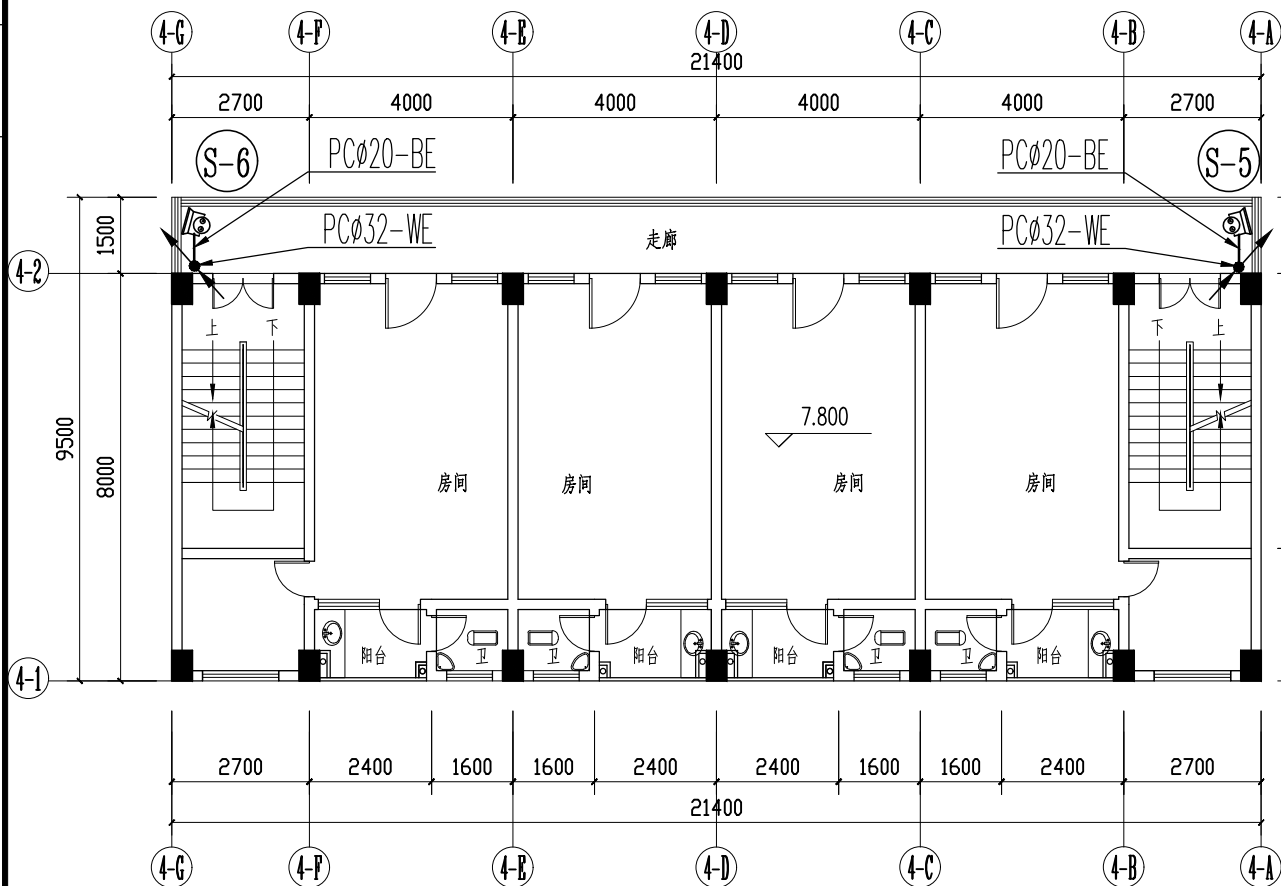 4-G 4-F 4-E 4-D 4-C 4-B 4-A
21400
2700 4000 4000 4000 4000 2700
S-6 PCø20-BE PCø20-BE S-5
1500 PCø32-WE 走廊 PCø32-WE
4-2
上 下 下 上
7.800
9500 8000
房间 房间 房间 房间
阳台 卫 卫 阳台 阳台 卫 卫 阳台
4-1
2700 2400 1600 1600 2400 2400 1600 1600 2400 2700
21400
4-G 4-F 4-E 4-D 4-C 4-B 4-A